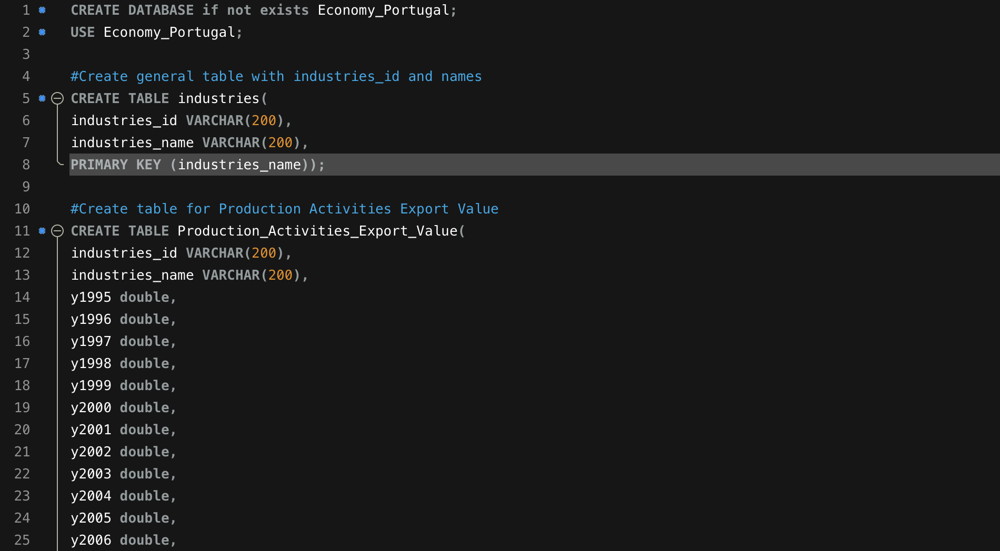 1 CREATE DATABASE if not exists Economy_Portugal;
2 USE Economy_Portugal;
3
4 #Create general table with industries_id and names
5 CREATE TABLE industries(
6 industries_id VARCHAR(200),
7 industries_name VARCHAR(200),
8 PRIMARY KEY (industries_name));
9
10 #Create table for Production Activities Export Value
11 CREATE TABLE Production_Activities_Export_Value(
12 industries_id VARCHAR(200),
13 industries_name VARCHAR(200),
14 y1995 double,
15 y1996 double,
16 y1997 double,
17 y1998 double,
18 y1999 double,
19 y2000 double,
20 y2001 double,
21 y2002 double,
22 y2003 double,
23 y2004 double,
24 y2005 double,
25 y2006 double,